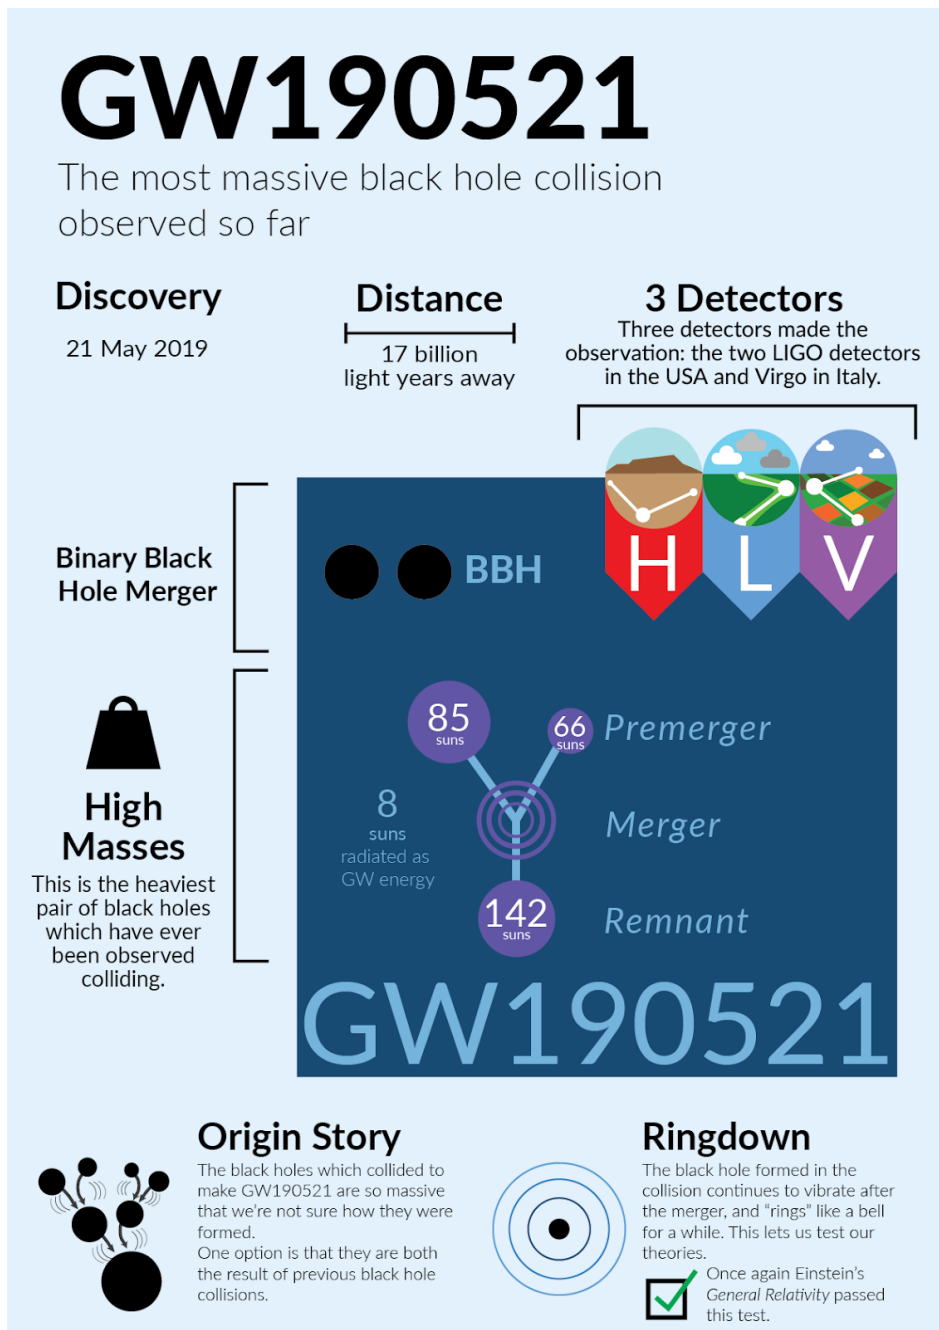 GW190521
The most massive black hole collision
observed so far
Discovery
21 May 2019
Distance
17 billion
light years away
3 Detectors
Three detectors made the
observation: the two LIGO detectors
in the USA and Virgo in Italy.
H L V
Binary Black
Hole Merger
BBH
High
Masses
This is the heaviest
pair of black holes
which have ever
been observed
colliding.
85
suns
66
suns
Premerger
8
suns
radiated as
GW energy
Merger
142
suns
Remnant
GW190521
Origin Story
The black holes which collided to
make GW190521 are so massive
that we're not sure how they were
formed.
One option is that they are both
the result of previous black hole
collisions.
Ringdown
The black hole formed in the
collision continues to vibrate after
the merger, and “rings” like a bell
for a while. This lets us test our
theories.
Once again Einstein's
General Relativity passed
this test.